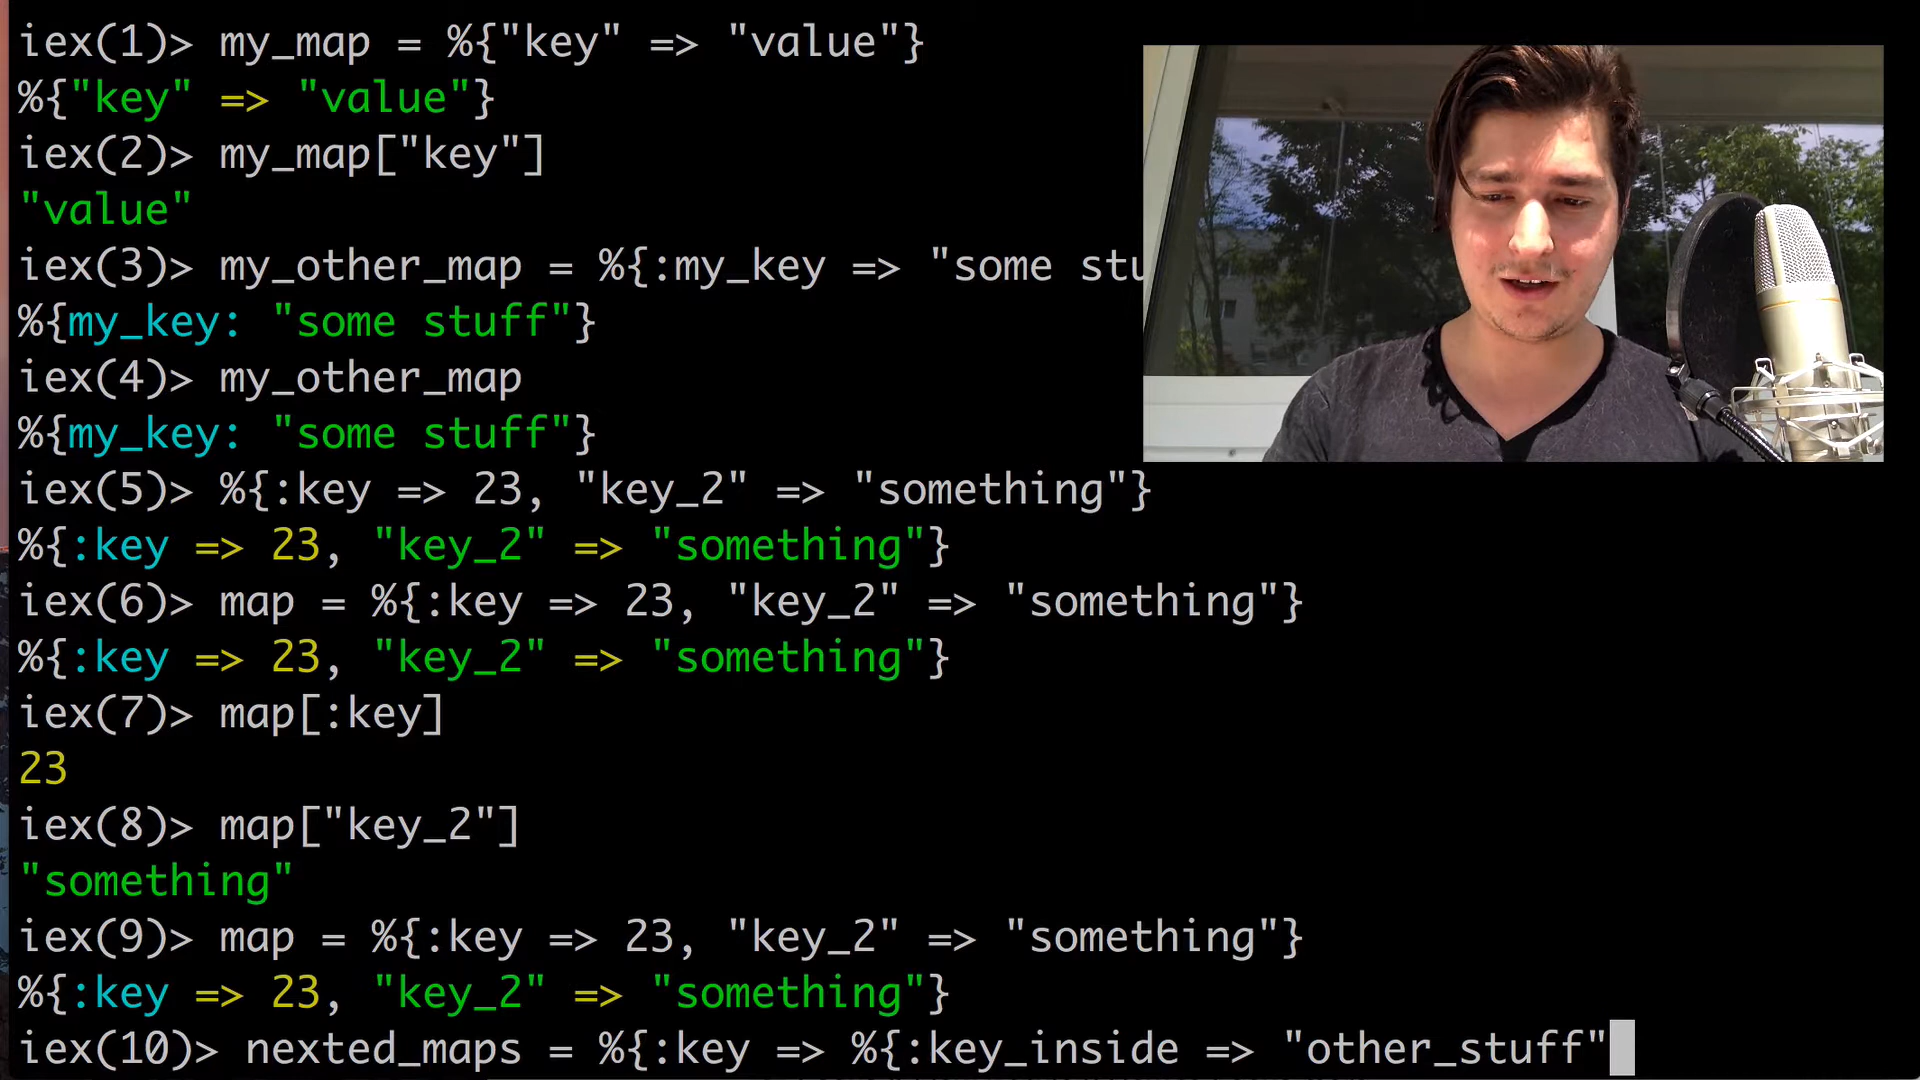 iex(1)> my_map = %{"key" => "value"}
%{"key" => "value"}
iex(2)> my_map["key"]
"value"
iex(3)> my_other_map = %{:my_key => "some stu
%{my_key: "some stuff"}
iex(4)> my_other_map
%{my_key: "some stuff"}
iex(5)> %{:key => 23, "key_2" => "something"}
%{:key => 23, "key_2" => "something"}
iex(6)> map = %{:key => 23, "key_2" => "something"}
%{:key => 23, "key_2" => "something"}
iex(7)> map[:key]
23
iex(8)> map["key_2"]
"something"
iex(9)> map = %{:key => 23, "key_2" => "something"}
%{:key => 23, "key_2" => "something"}
iex(10)> nexted_maps = %{:key => %{:key_inside => "other_stuff"